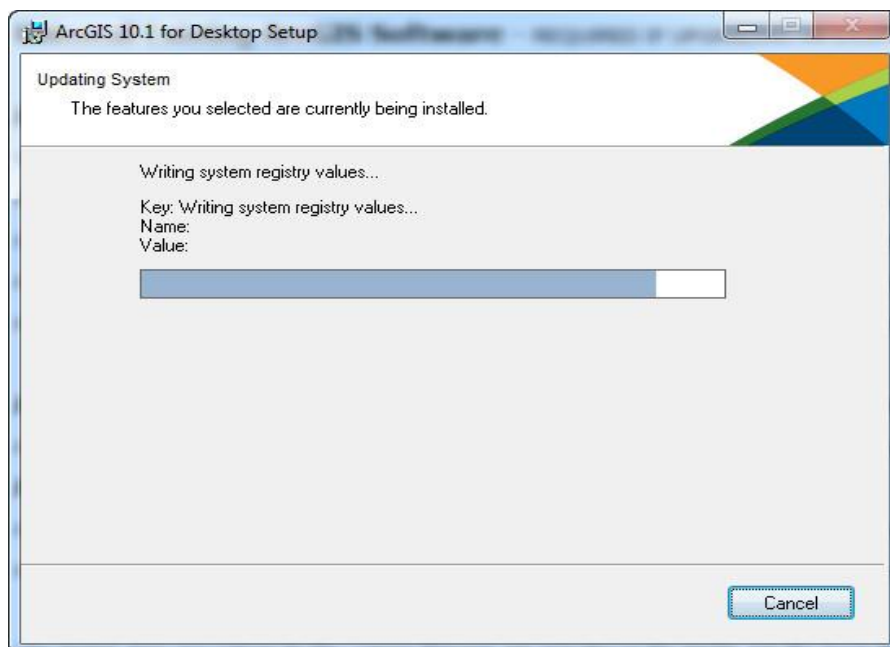 ArcGIS 10.1 for Desktop Setup
Updating System
The features you selected are currently being installed.
Writing system registry values...
Key: Writing system registry values...
Name:
Value:
Cancel